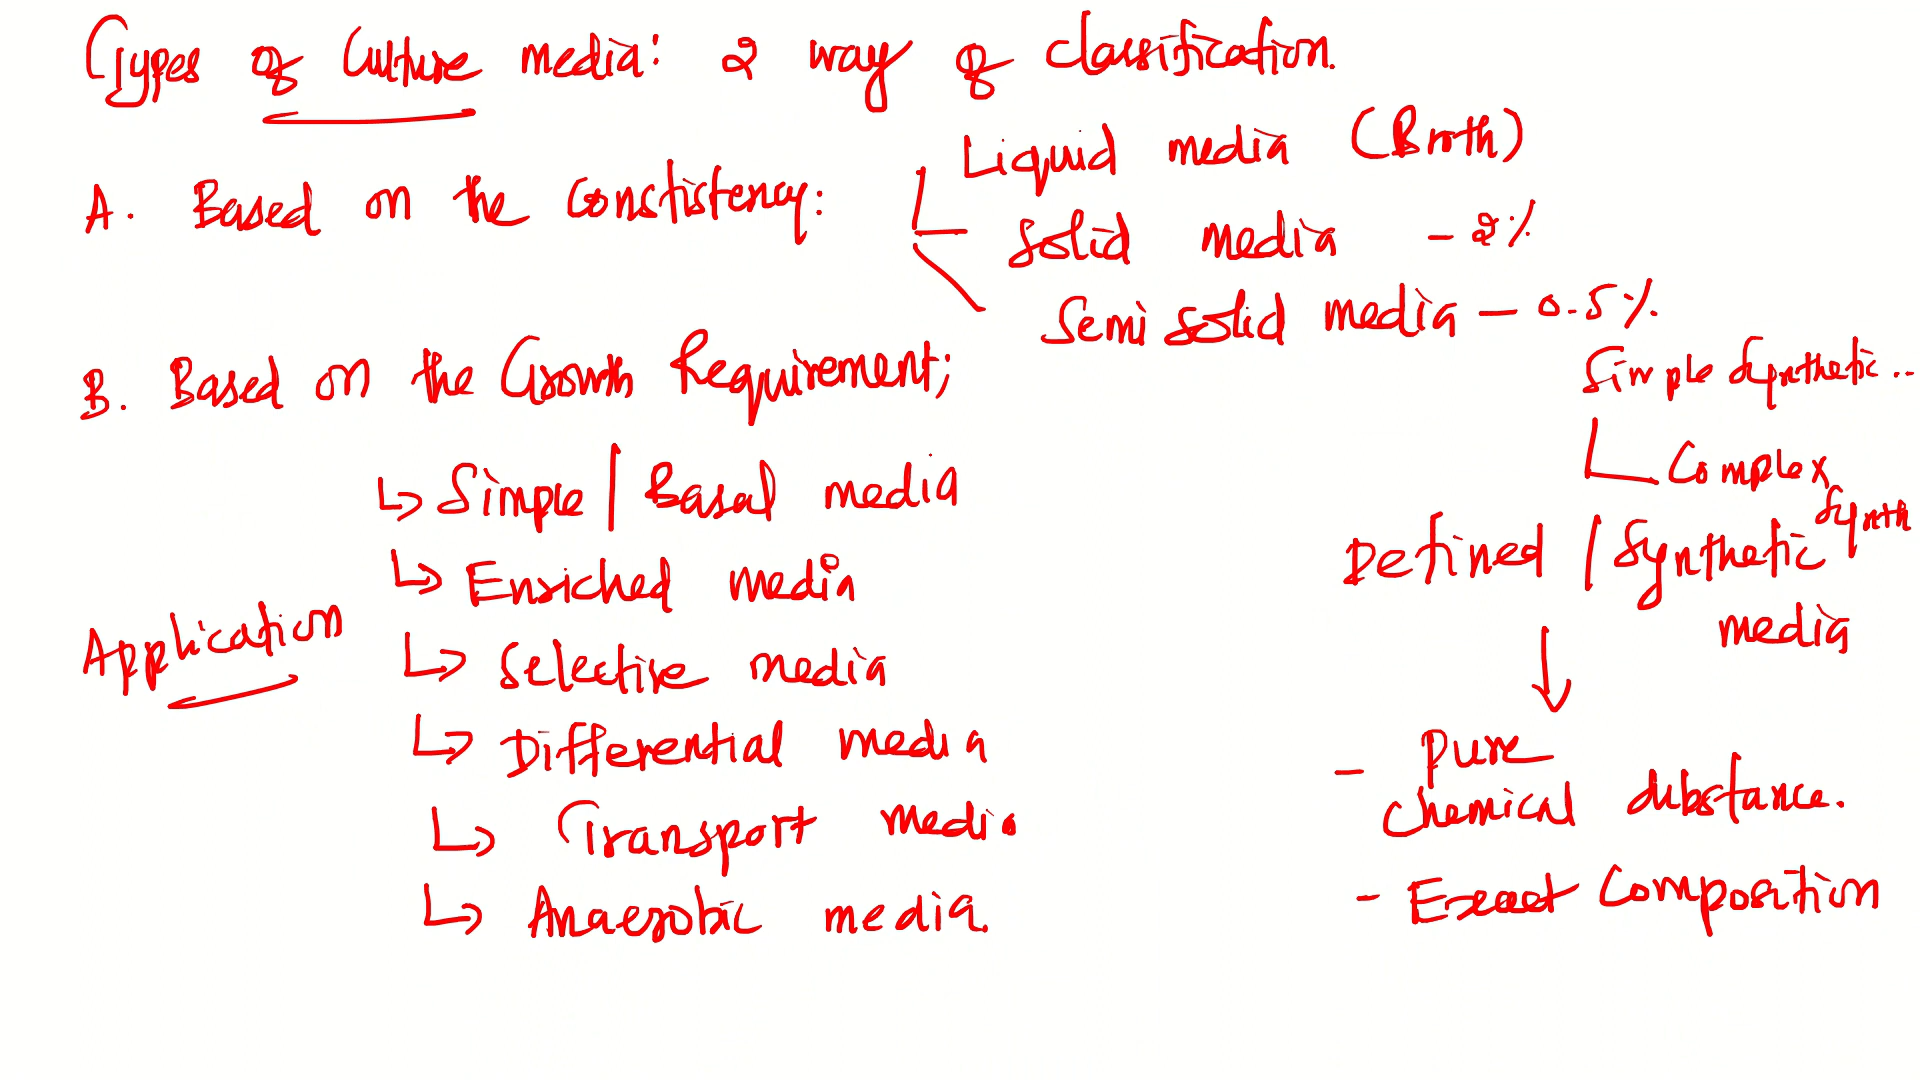 Types of Culture media: 2 way of classification.
A. Based on the Constistency:
Liquid media (Broth)
Solid media - 2%
Semi solid media - 0.5%
B. Based on the Growth Requirement;
Simple / Basal media
Enriched media
Selective media
Differential media
Transport media
Anaerobic media.
Application
Simple Synthetic ..
Complex
Synth
Defined / Synthetic
media
- Pure
chemical substance.
- Exact Composition